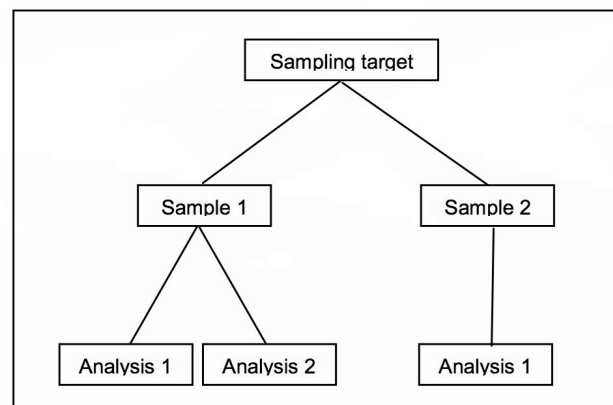 Sampling target
Sample 1
Sample 2
Analysis 1
Analysis 2
Analysis 1